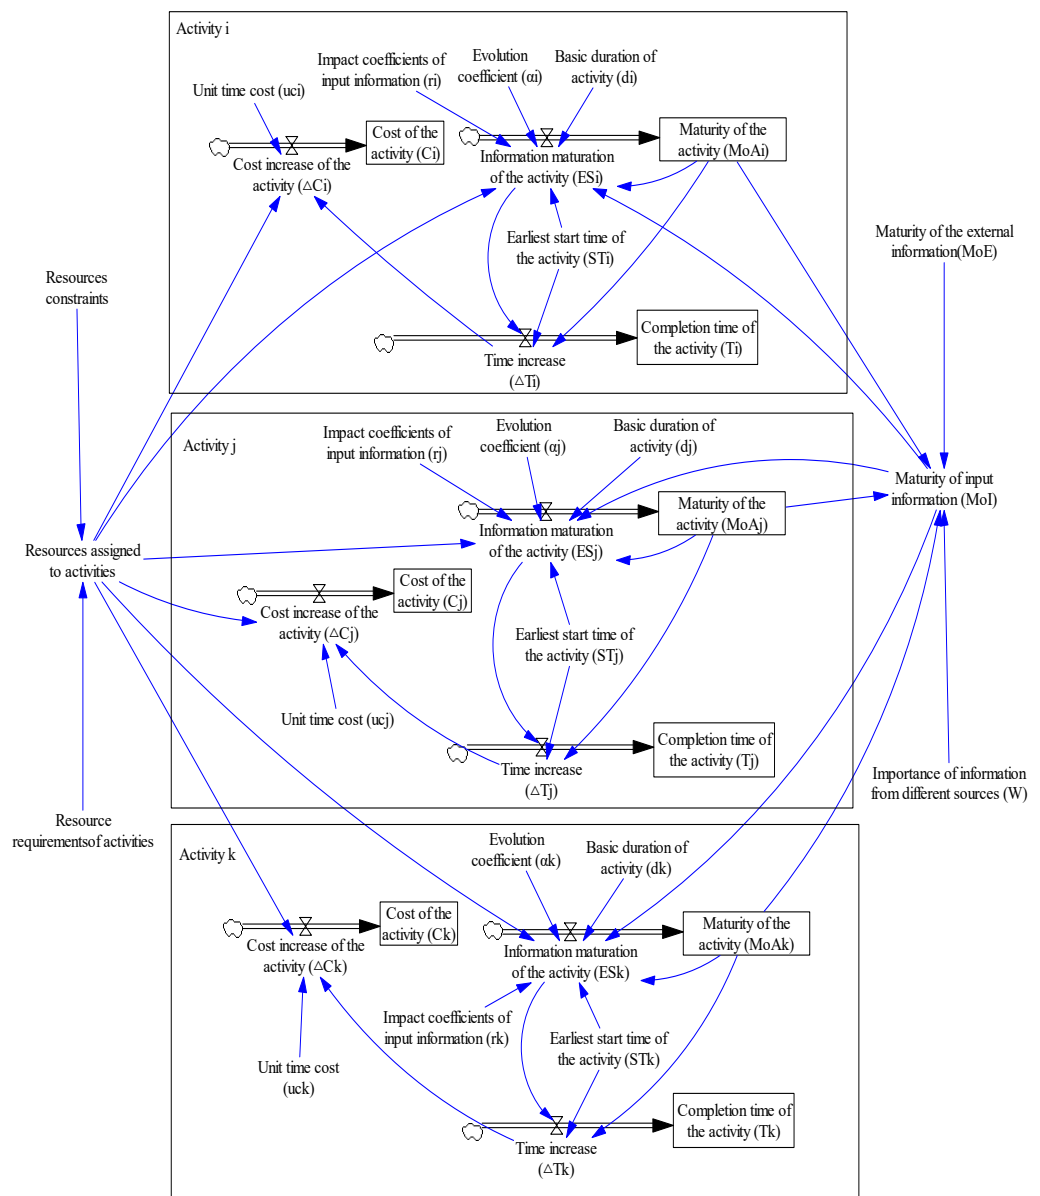 Activity i
Impact coefficients of
input information (ri)
Evolution
coefficient (αi)
Basic duration of
activity (di)
Unit time cost (uci)
Cost of the
activity (Ci)
Maturity of the
activity (MoAi)
Cost increase of the
activity (△Ci)
Information maturation
of the activity (ESi)
Earliest start time of
the activity (STi)
Completion time of
the activity (Ti)
Time increase
(△Ti)
Maturity of the external
information(MoE)
Resources
constraints
Activity j
Impact coefficients of
input information (rj)
Evolution
coefficient (αj)
Basic duration of
activity (dj)
Maturity of the
activity (MoAj)
Maturity of input
information (MoI)
Information maturation
of the activity (ESj)
Resources assigned
to activities
Cost of the
activity (Cj)
Cost increase of the
activity (△Cj)
Earliest start time of
the activity (STj)
Unit time cost (ucj)
Completion time of
the activity (Tj)
Time increase
(△Tj)
Importance of information
from different sources (W)
Resource
requirementsof activities
Activity k
Evolution
coefficient (αk)
Basic duration of
activity (dk)
Cost of the
activity (Ck)
Maturity of the
activity (MoAk)
Cost increase of the
activity (△Ck)
Information maturation
of the activity (ESk)
Impact coefficients of
input information (rk)
Earliest start time of
the activity (STk)
Unit time cost
(uck)
Completion time of
the activity (Tk)
Time increase
(△Tk)